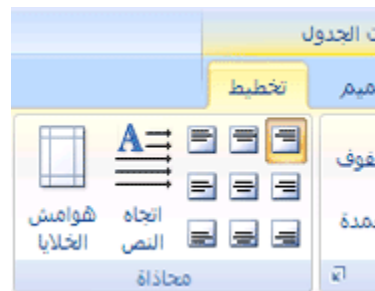 ت الجدول
ميم
تخطيط
فوف
مدة
اتجاه النص
هوامش الخلايا
محاذاة